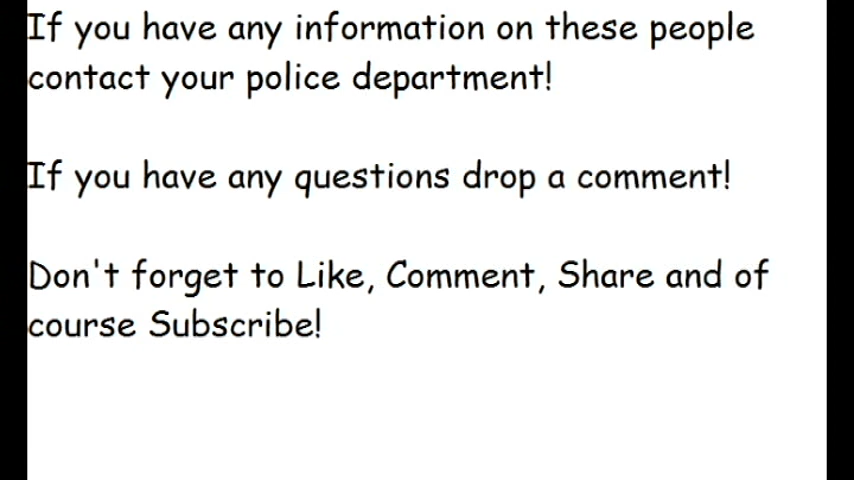 If you have any information on these people
contact your police department!
If you have any questions drop a comment!
Don't forget to Like, Comment, Share and of
course Subscribe!